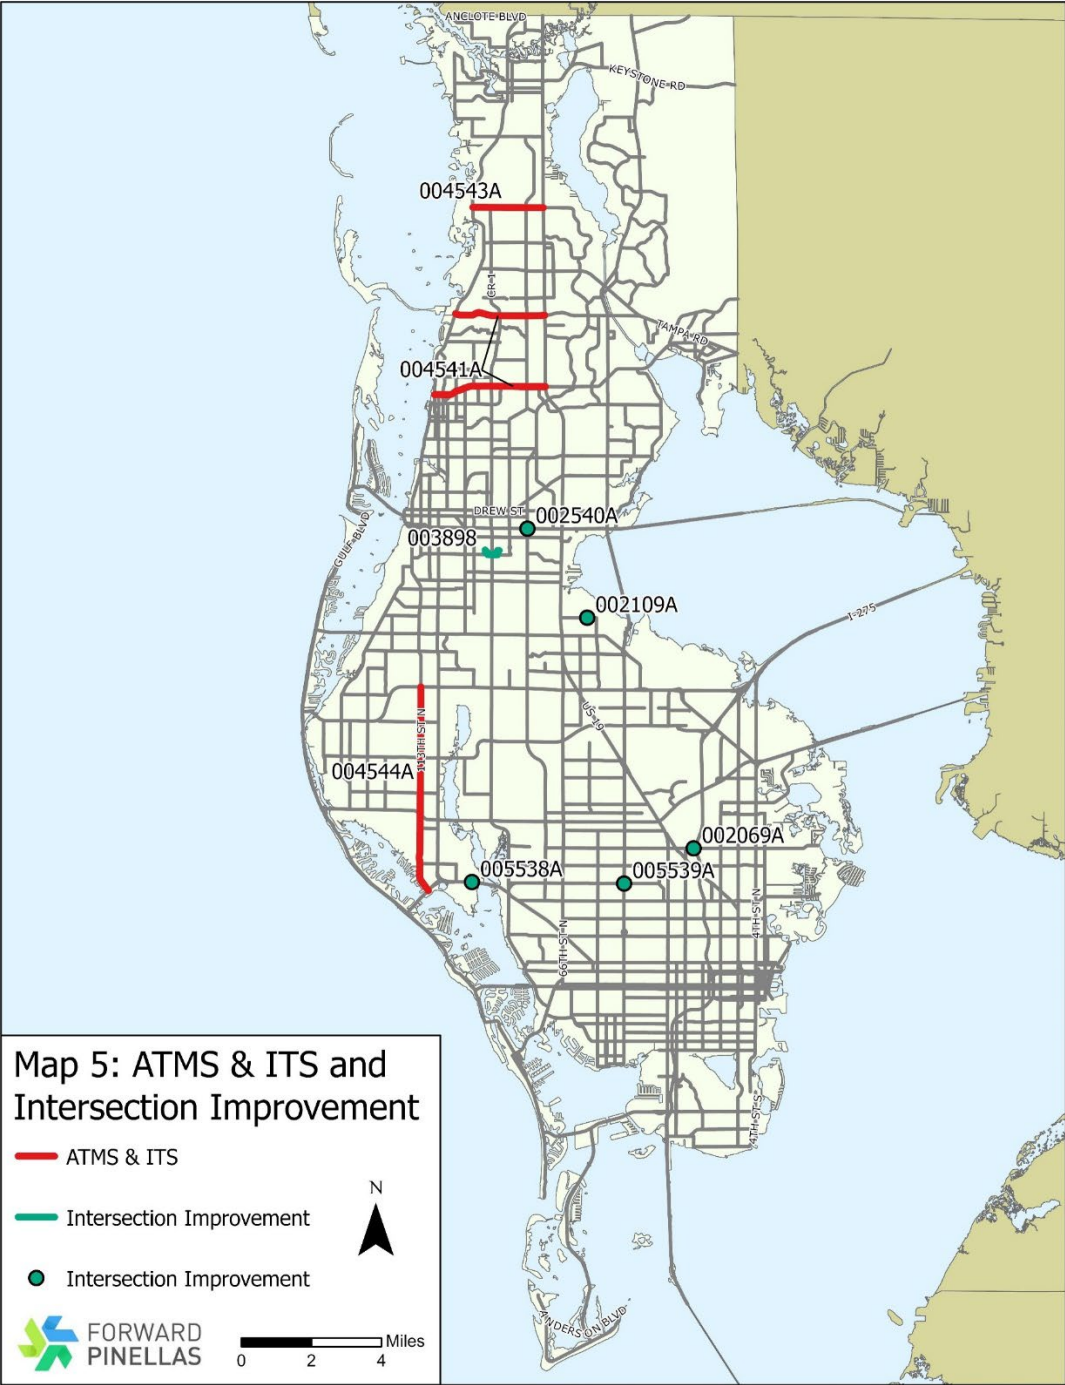 ANCLOTE BLVD
KEYSTONE RD
004543A
CR-1
TAMPA RD
004541A
DREW ST
002540A
003898
GULF BLVD
002109A
I-275
US-19
113TH ST N
004544A
002069A
005538A
005539A
4TH ST N
66TH ST N
4TH ST S
ANDERSON BLVD
Map 5: ATMS & ITS and
Intersection Improvement
ATMS & ITS
N
Intersection Improvement
Intersection Improvement
FORWARD
PINELLAS
Miles
0 2 4